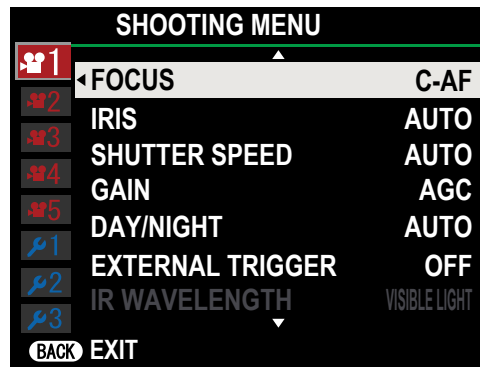 SHOOTING MENU
1
FOCUS C-AF
2
IRIS AUTO
3
SHUTTER SPEED AUTO
4
GAIN AGC
5
DAY/NIGHT AUTO
1
EXTERNAL TRIGGER OFF
2
IR WAVELENGTH VISIBLE LIGHT
3
BACK EXIT